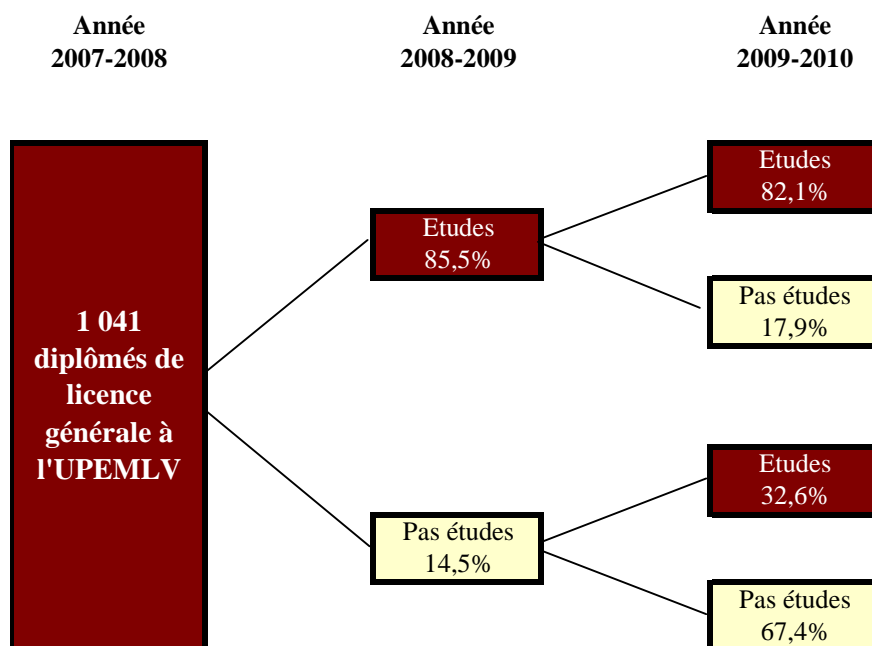 Année
2007-2008
Année
2008-2009
Année
2009-2010
1 041
diplômés de
licence
générale à
l'UPEMLV
Etudes
85,5%
Pas études
14,5%
Etudes
82,1%
Pas études
17,9%
Etudes
32,6%
Pas études
67,4%